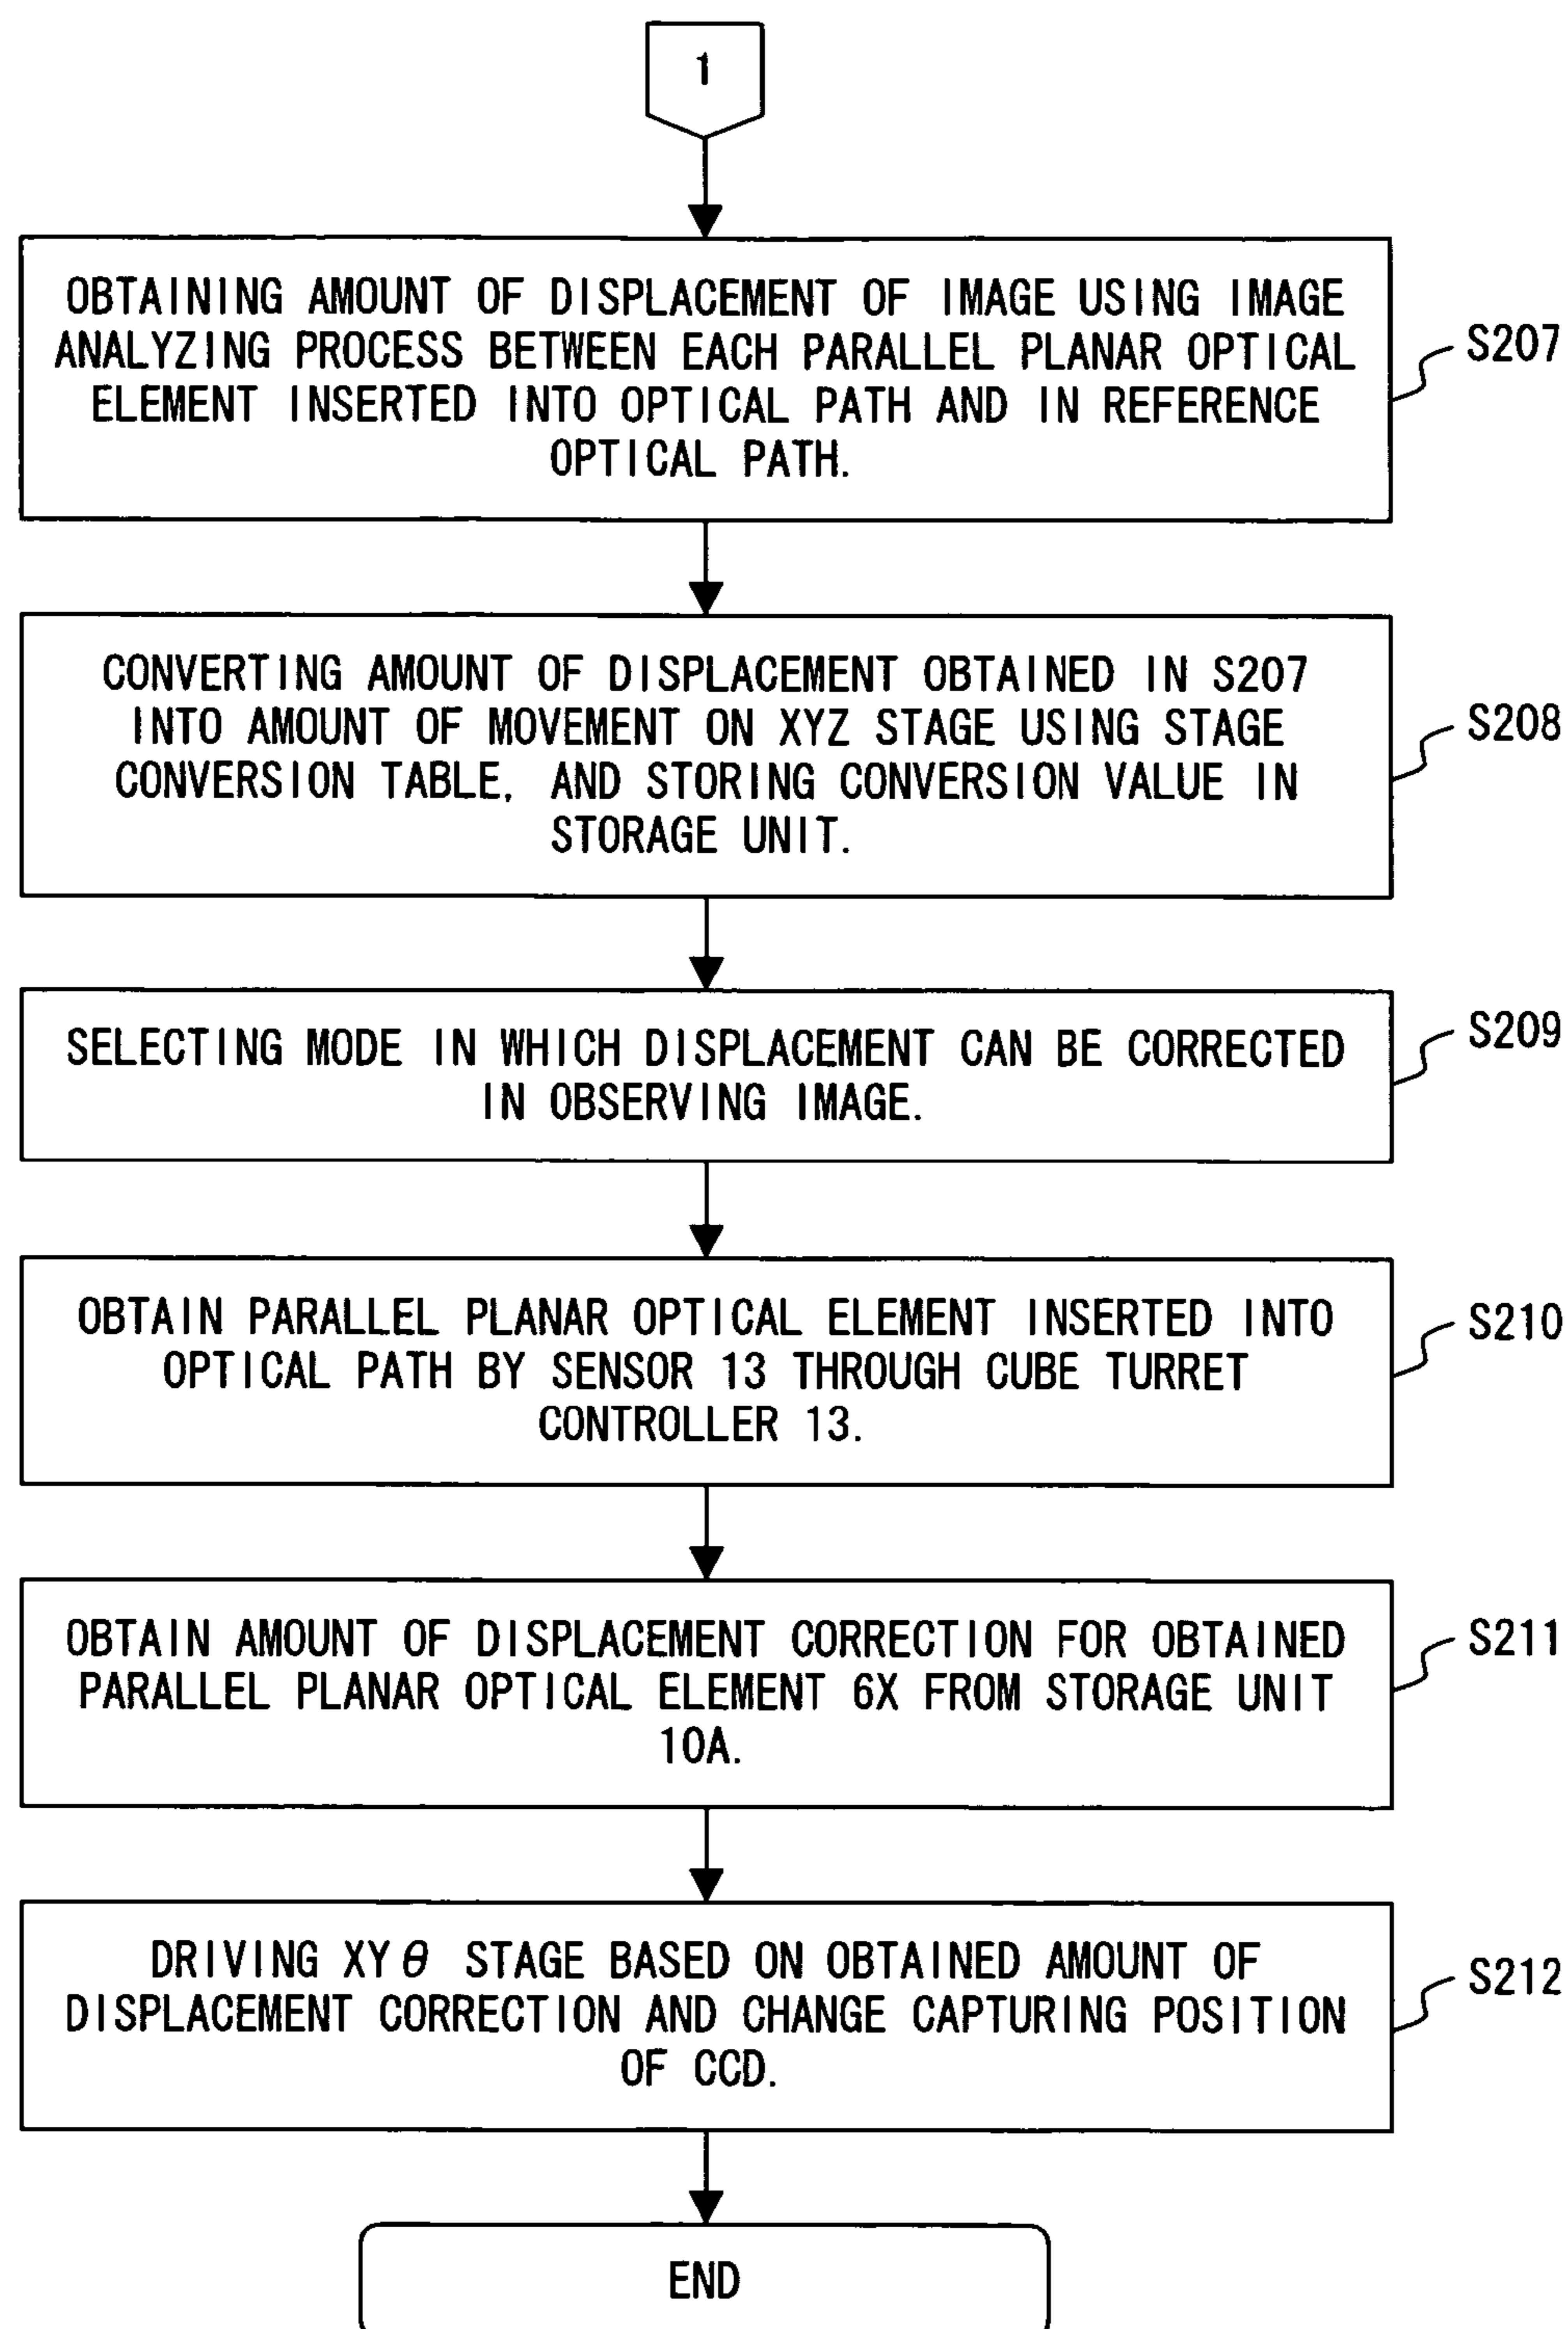 1
OBTAINING AMOUNT OF DISPLACEMENT OF IMAGE USING IMAGE
ANALYZING PROCESS BETWEEN EACH PARALLEL PLANAR OPTICAL
ELEMENT INSERTED INTO OPTICAL PATH AND IN REFERENCE
OPTICAL PATH.
S207
CONVERTING AMOUNT OF DISPLACEMENT OBTAINED IN S207
INTO AMOUNT OF MOVEMENT ON XYZ STAGE USING STAGE
CONVERSION TABLE, AND STORING CONVERSION VALUE IN
STORAGE UNIT.
S208
SELECTING MODE IN WHICH DISPLACEMENT CAN BE CORRECTED
IN OBSERVING IMAGE.
S209
OBTAIN PARALLEL PLANAR OPTICAL ELEMENT INSERTED INTO
OPTICAL PATH BY SENSOR 13 THROUGH CUBE TURRET
CONTROLLER 13.
S210
OBTAIN AMOUNT OF DISPLACEMENT CORRECTION FOR OBTAINED
PARALLEL PLANAR OPTICAL ELEMENT 6X FROM STORAGE UNIT
10A.
S211
DRIVING XYθ STAGE BASED ON OBTAINED AMOUNT OF
DISPLACEMENT CORRECTION AND CHANGE CAPTURING POSITION
OF CCD.
S212
END